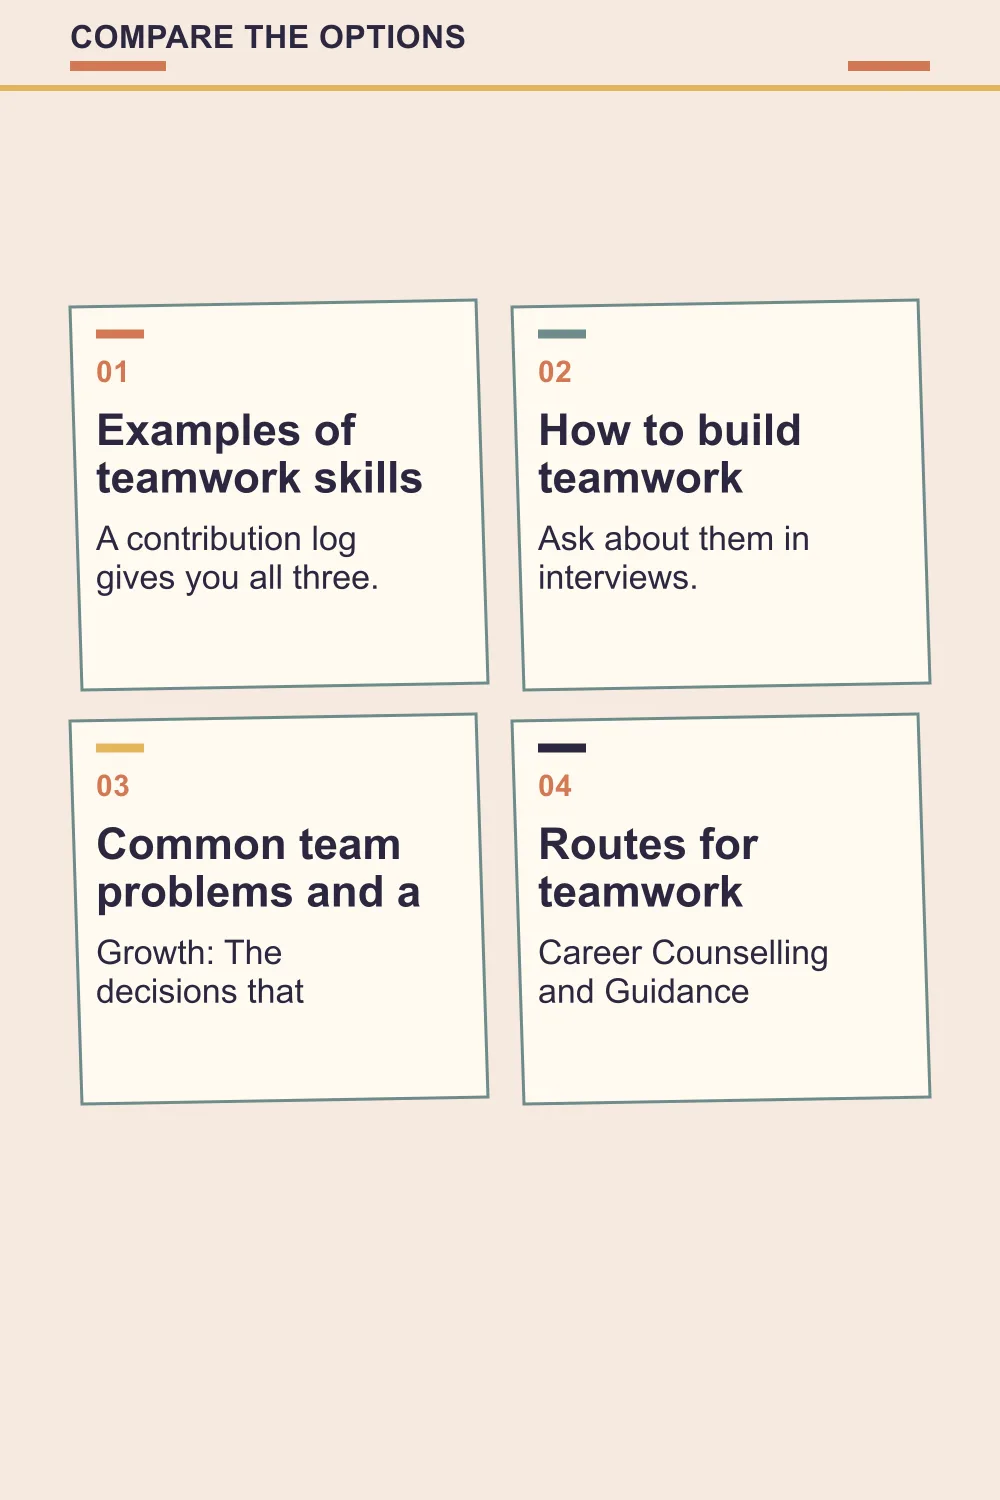 COMPARE THE OPTIONS
01
Examples of
teamwork skills
A contribution log
gives you all three.
02
How to build
teamwork
Ask about them in
interviews.
03
Common team
problems and a
Growth: The
decisions that
04
Routes for
teamwork
Career Counselling
and Guidance